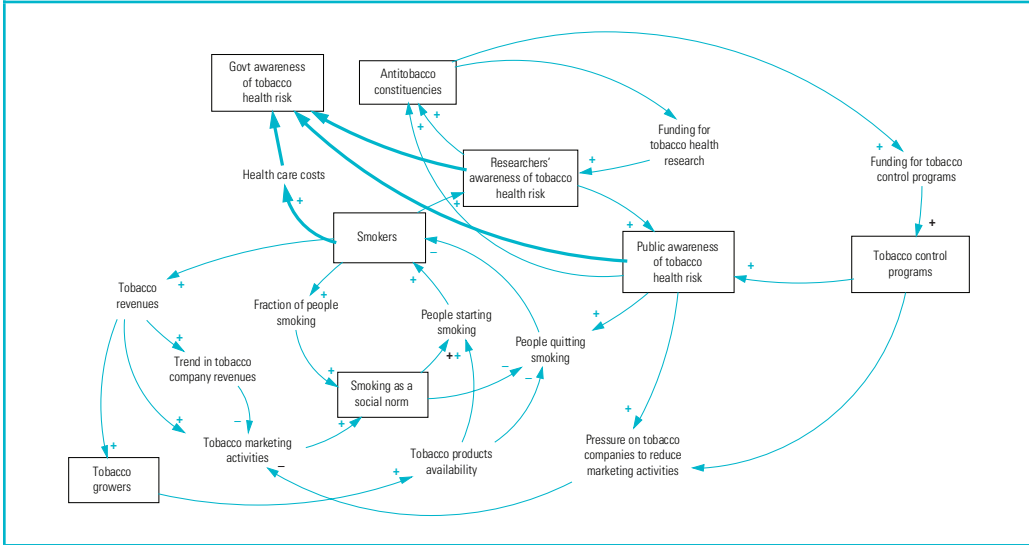 Govt awareness
of tobacco
health risk
Antitobacco
constituencies
+
+
Funding for
tobacco health
research
+
Funding for tobacco
control programs
+
Researchers'
awareness of tobacco
health risk
+
Health care costs
+
+
Smokers
–
Public awareness
of tobacco
health risk
+
Tobacco control
programs
+
Tobacco
revenues
+
Fraction of people
smoking
+
People starting
smoking
+
+
People quitting
smoking
+
Trend in tobacco
company revenues
++
–
–
Smoking as a
social norm
+
+
+
–
Tobacco marketing
activities
–
+
Tobacco products
availability
+
Pressure on tobacco
companies to reduce
marketing activities
+
Tobacco
growers